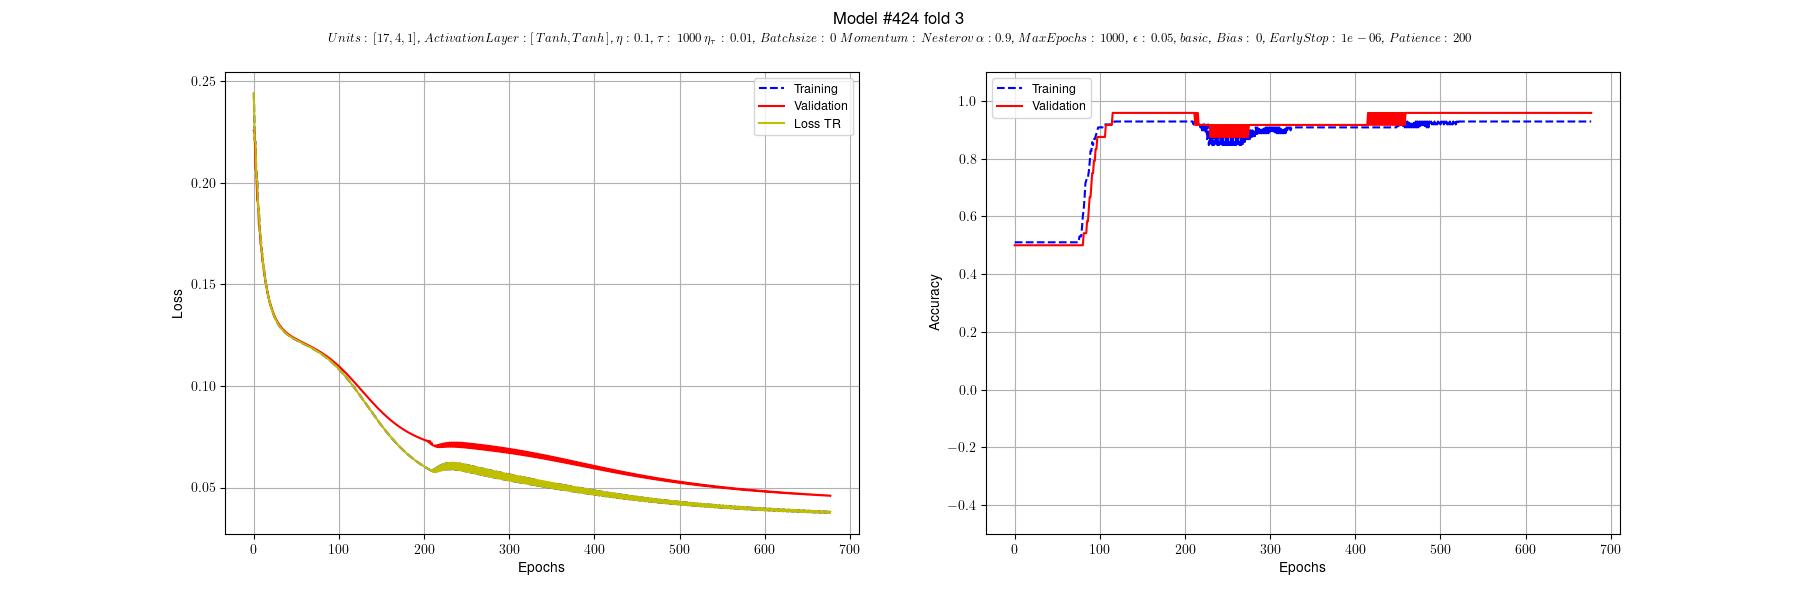 Model #424 fold 3
Units : [17, 4, 1], ActivationLayer : [Tanh, Tanh], η : 0.1, τ : 1000 η_τ : 0.01, Batchsize : 0 Momentum : Nesterov α : 0.9, MaxEpochs : 1000, ϵ : 0.05, basic, Bias : 0, EarlyStop : 1e − 06, Patience : 200
0.25
0.20
0.15
0.10
0.05
Loss
Training
Validation
Loss TR
0 100 200 300 400 500 600 700
Epochs
1.0
0.8
0.6
0.4
0.2
0.0
−0.2
−0.4
Accuracy
Training
Validation
0 100 200 300 400 500 600 700
Epochs